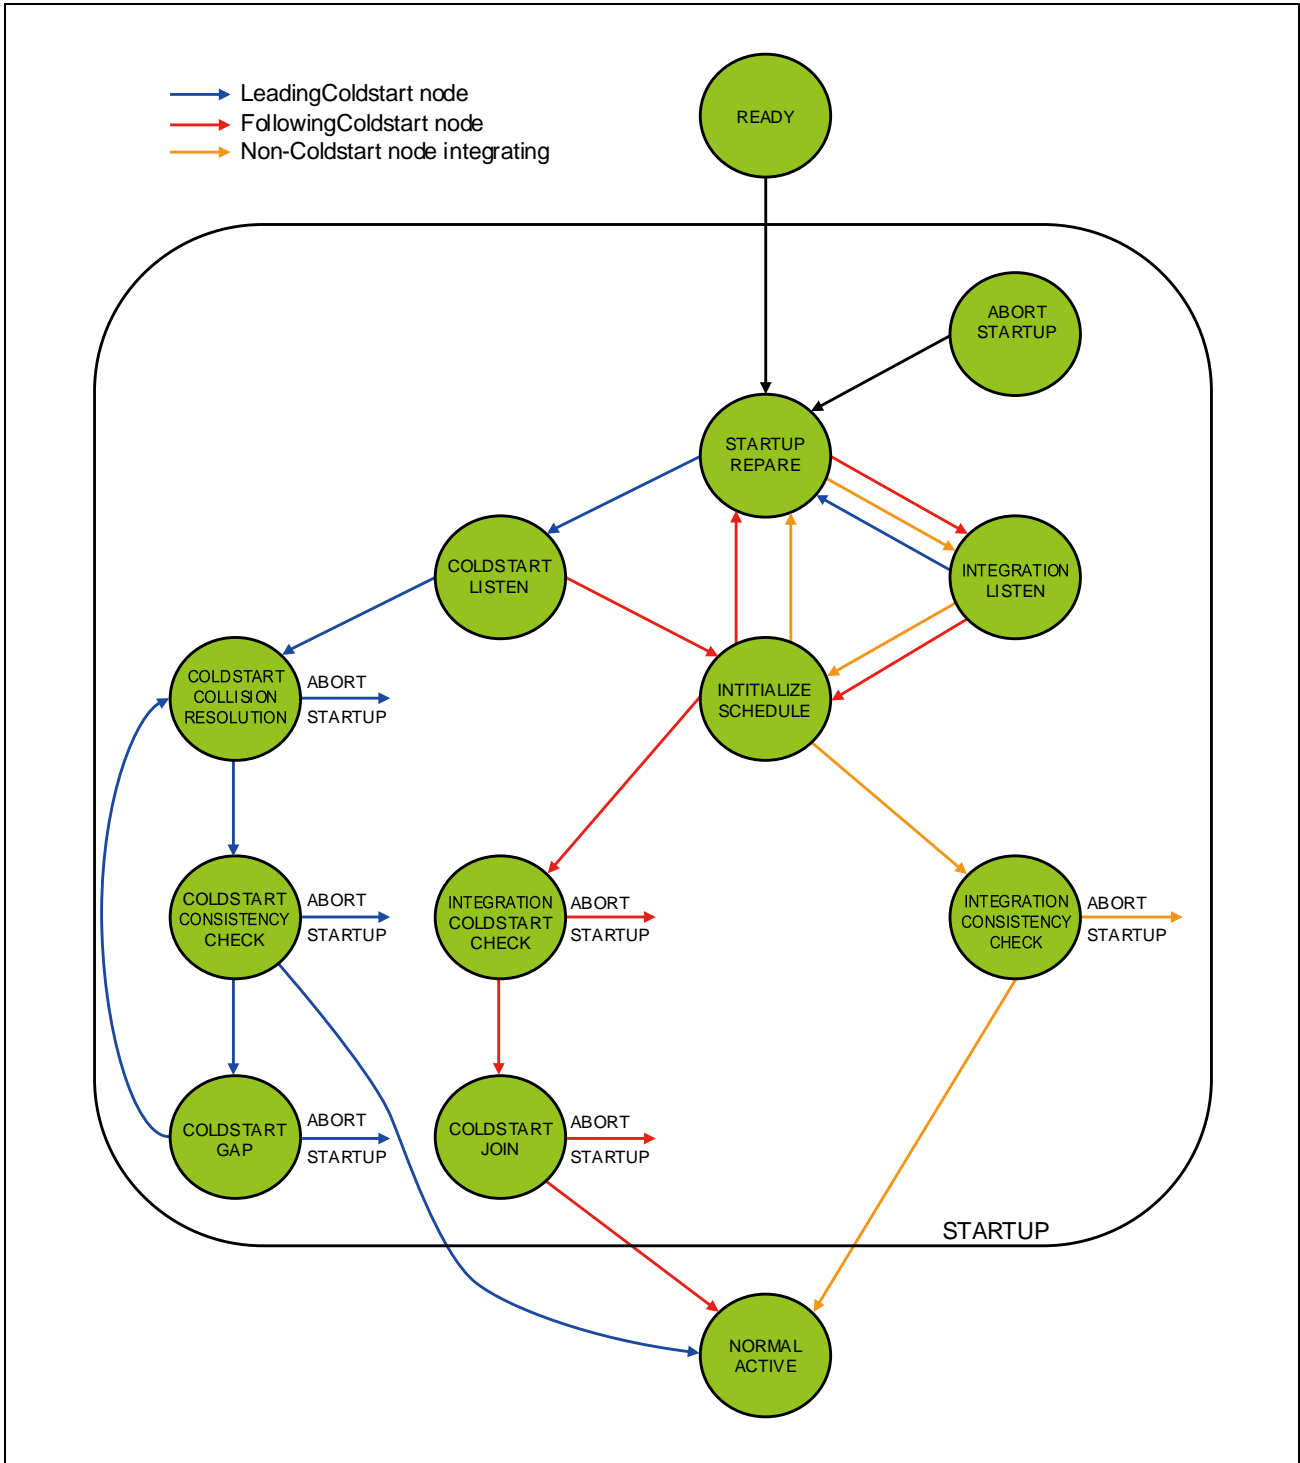 LeadingColdstart node
FollowingColdstart node
Non-Coldstart node integrating
READY
ABORT
STARTUP
STARTUP
REPARE
COLDSTART
LISTEN
INTEGRATION
LISTEN
COLDSTART
COLLISION
RESOLUTION
ABORT
STARTUP
INTITIALIZE
SCHEDULE
COLDSTART
CONSISTENCY
CHECK
ABORT
STARTUP
INTEGRATION
COLDSTART
CHECK
ABORT
STARTUP
INTEGRATION
CONSISTENCY
CHECK
ABORT
STARTUP
COLDSTART
GAP
ABORT
STARTUP
COLDSTART
JOIN
ABORT
STARTUP
STARTUP
NORMAL
ACTIVE